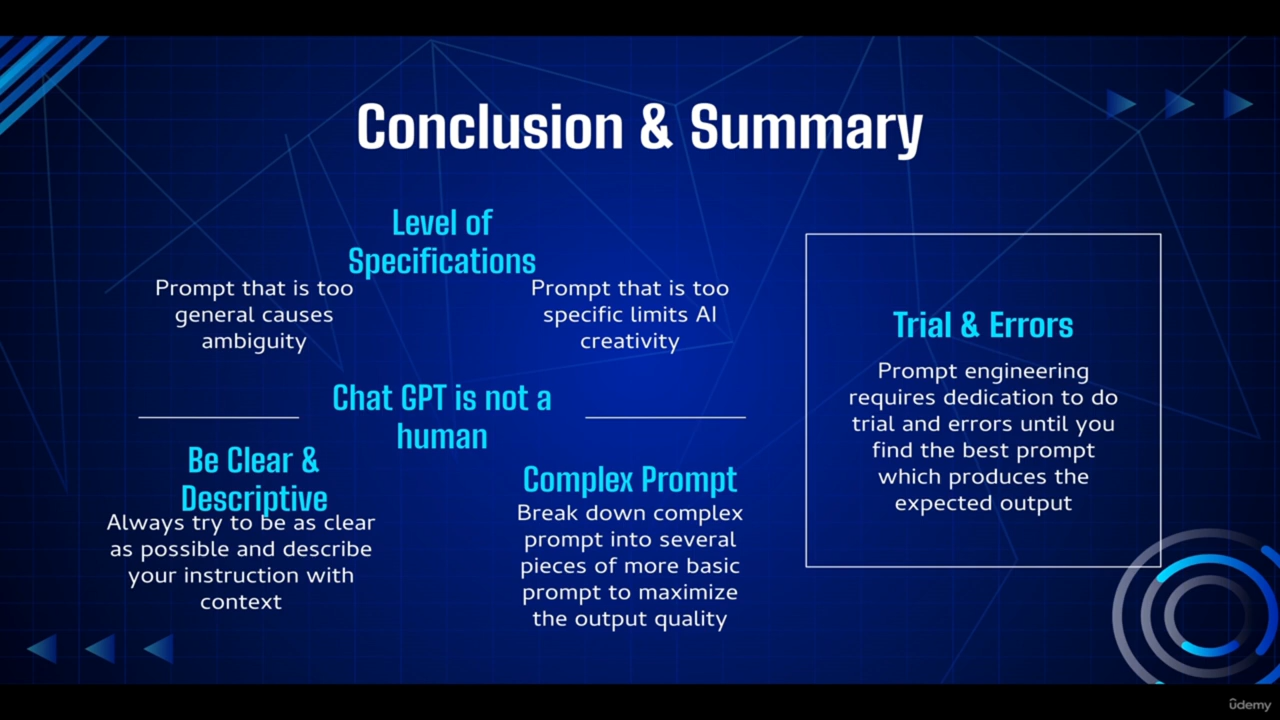 Conclusion & Summary
Level of
Specifications
Prompt that is too
general causes
ambiguity
Prompt that is too
specific limits AI
creativity
Chat GPT is not a
human
Be Clear &
Descriptive
Always try to be as clear
as possible and describe
your instruction with
context
Complex Prompt
Break down complex
prompt into several
pieces of more basic
prompt to maximize
the output quality
Trial & Errors
Prompt engineering
requires dedication to do
trial and errors until you
find the best prompt
which produces the
expected output
ûdemy